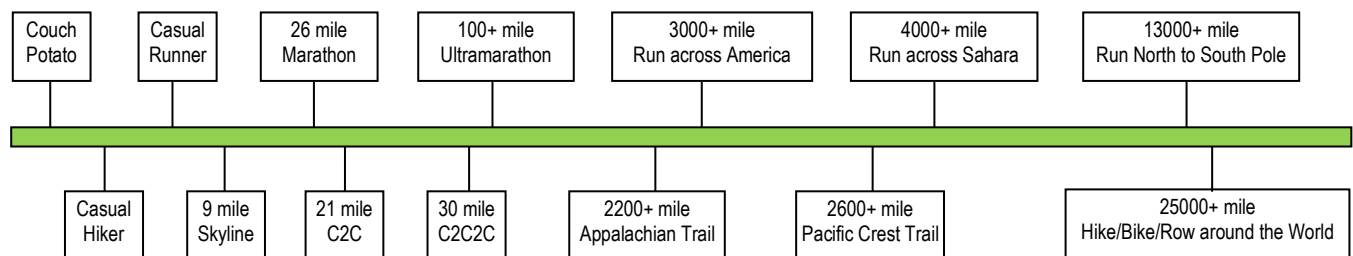 Couch
Potato
Casual
Runner
26 mile
Marathon
100+ mile
Ultramarathon
3000+ mile
Run across America
4000+ mile
Run across Sahara
13000+ mile
Run North to South Pole
Casual
Hiker
9 mile
Skyline
21 mile
C2C
30 mile
C2C2C
2200+ mile
Appalachian Trail
2600+ mile
Pacific Crest Trail
25000+ mile
Hike/Bike/Row around the World